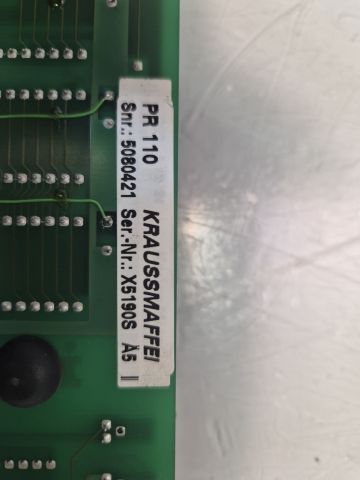 PR 110 KRAUSSMAFFEI
Snr.: 5080421 Ser.-Nr.: X5190S Ä5